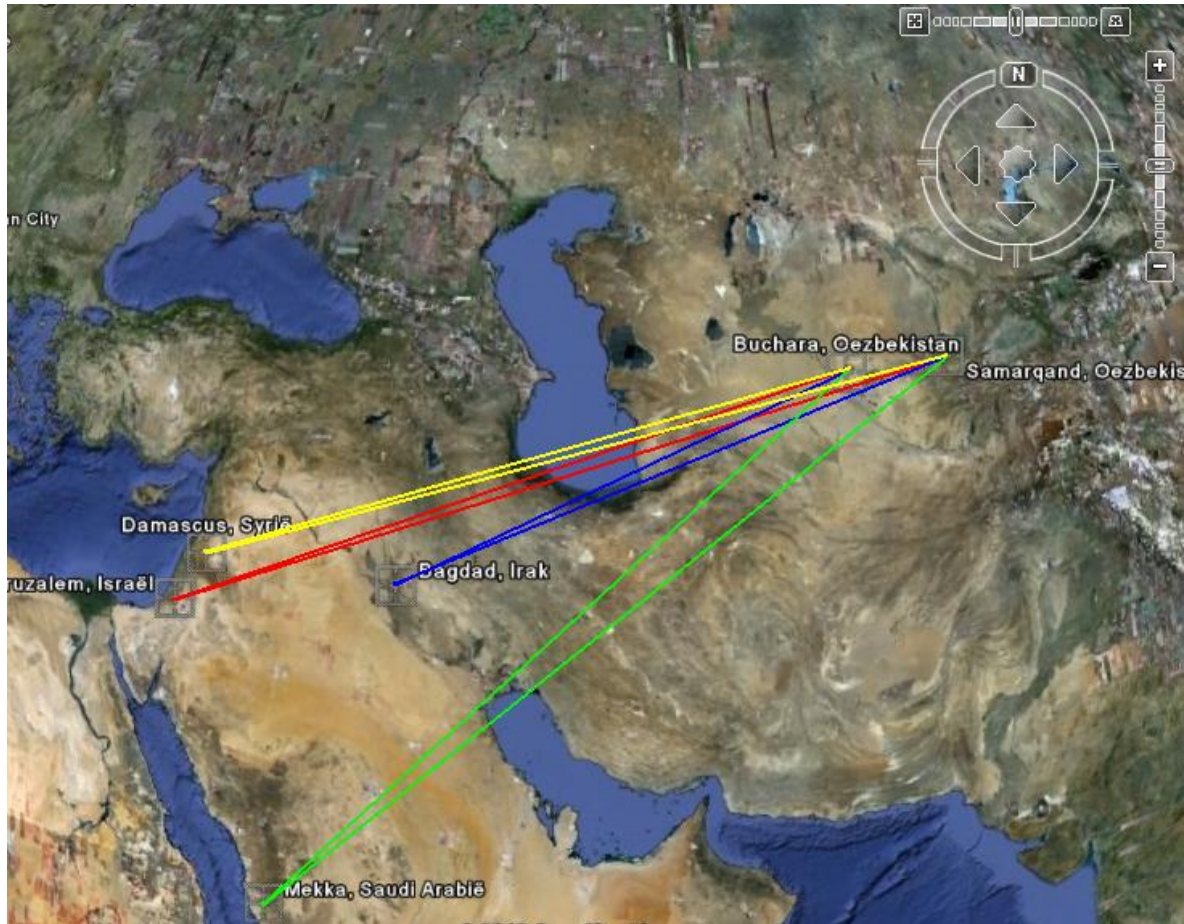 N
+
n City
−
Buchara, Oezbekistan
Samarqand, Oezbekis
Damascus, Syrië
ruzalem, Israël
Bagdad, Irak
Mekka, Saudi Arabië